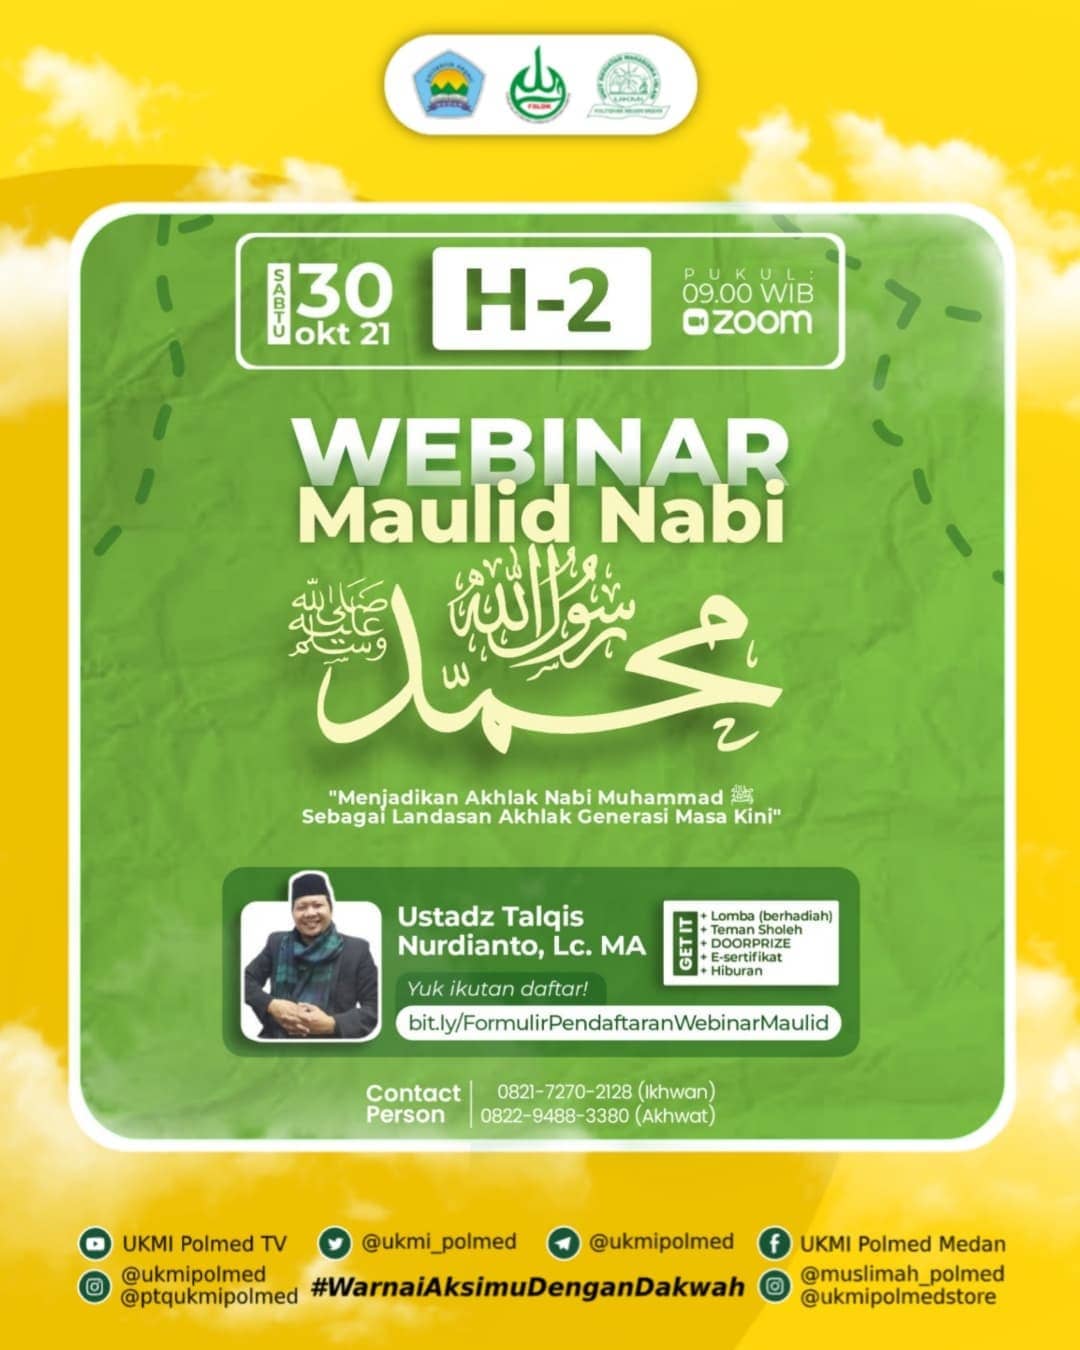 FSLDK
SABTU
30
okt 21
H-2
PUKUL:
09.00 WIB
zoom
WEBINAR
Maulid Nabi
محمد
رسول الله
صلى الله عليه وسلم
"Menjadikan Akhlak Nabi Muhammad ﷺ
Sebagai Landasan Akhlak Generasi Masa Kini"
Ustadz Talqis
Nurdianto, Lc. MA
Yuk ikutan daftar!
bit.ly/FormulirPendaftaranWebinarMaulid
GET IT
+ Lomba (berhadiah)
+ Teman Sholeh
+ DOORPRIZE
+ E-sertifikat
+ Hiburan
Contact
Person
0821-7270-2128 (Ikhwan)
0822-9488-3380 (Akhwat)
UKMI Polmed TV
@ukmi_polmed
@ukmipolmed
UKMI Polmed Medan
@ukmipolmed
@ptqukmipolmed
#WarnaiAksimuDenganDakwah
@muslimah_polmed
@ukmipolmedstore